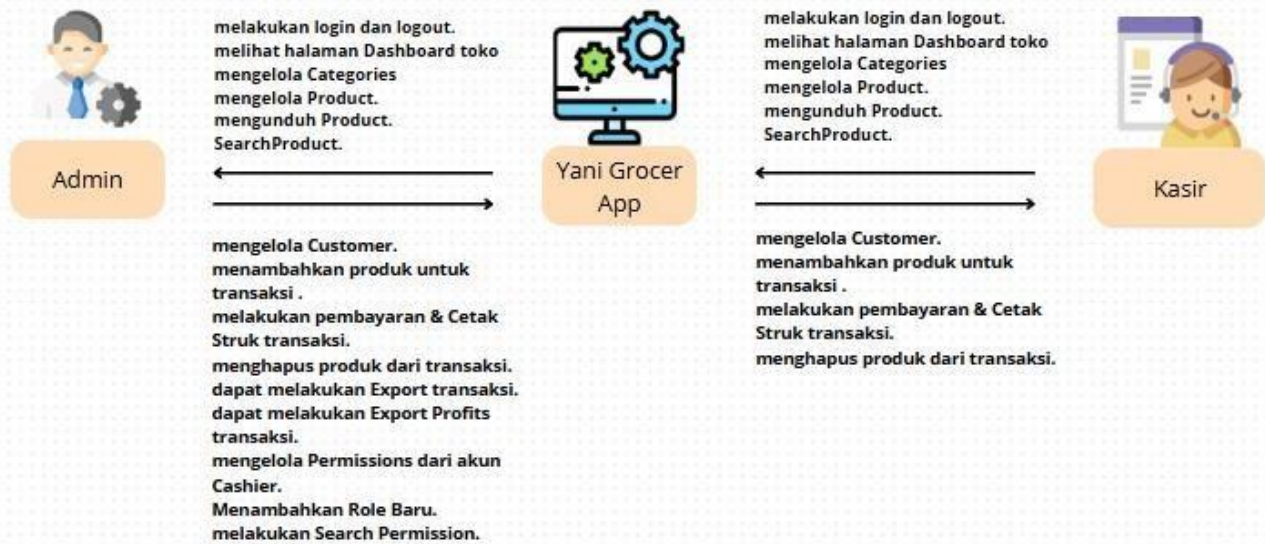 melakukan login dan logout.
melihat halaman Dashboard toko
mengelola Categories
mengelola Product.
mengunduh Product.
SearchProduct.
Admin
mengelola Customer.
menambahkan produk untuk
transaksi .
melakukan pembayaran & Cetak
Struk transaksi.
menghapus produk dari transaksi.
dapat melakukan Export transaksi.
dapat melakukan Export Profits
transaksi.
mengelola Permissions dari akun
Cashier.
Menambahkan Role Baru.
melakukan Search Permission.
Yani Grocer
App
melakukan login dan logout.
melihat halaman Dashboard toko
mengelola Categories
mengelola Product.
mengunduh Product.
SearchProduct.
Kasir
mengelola Customer.
menambahkan produk untuk
transaksi .
melakukan pembayaran & Cetak
Struk transaksi.
menghapus produk dari transaksi.